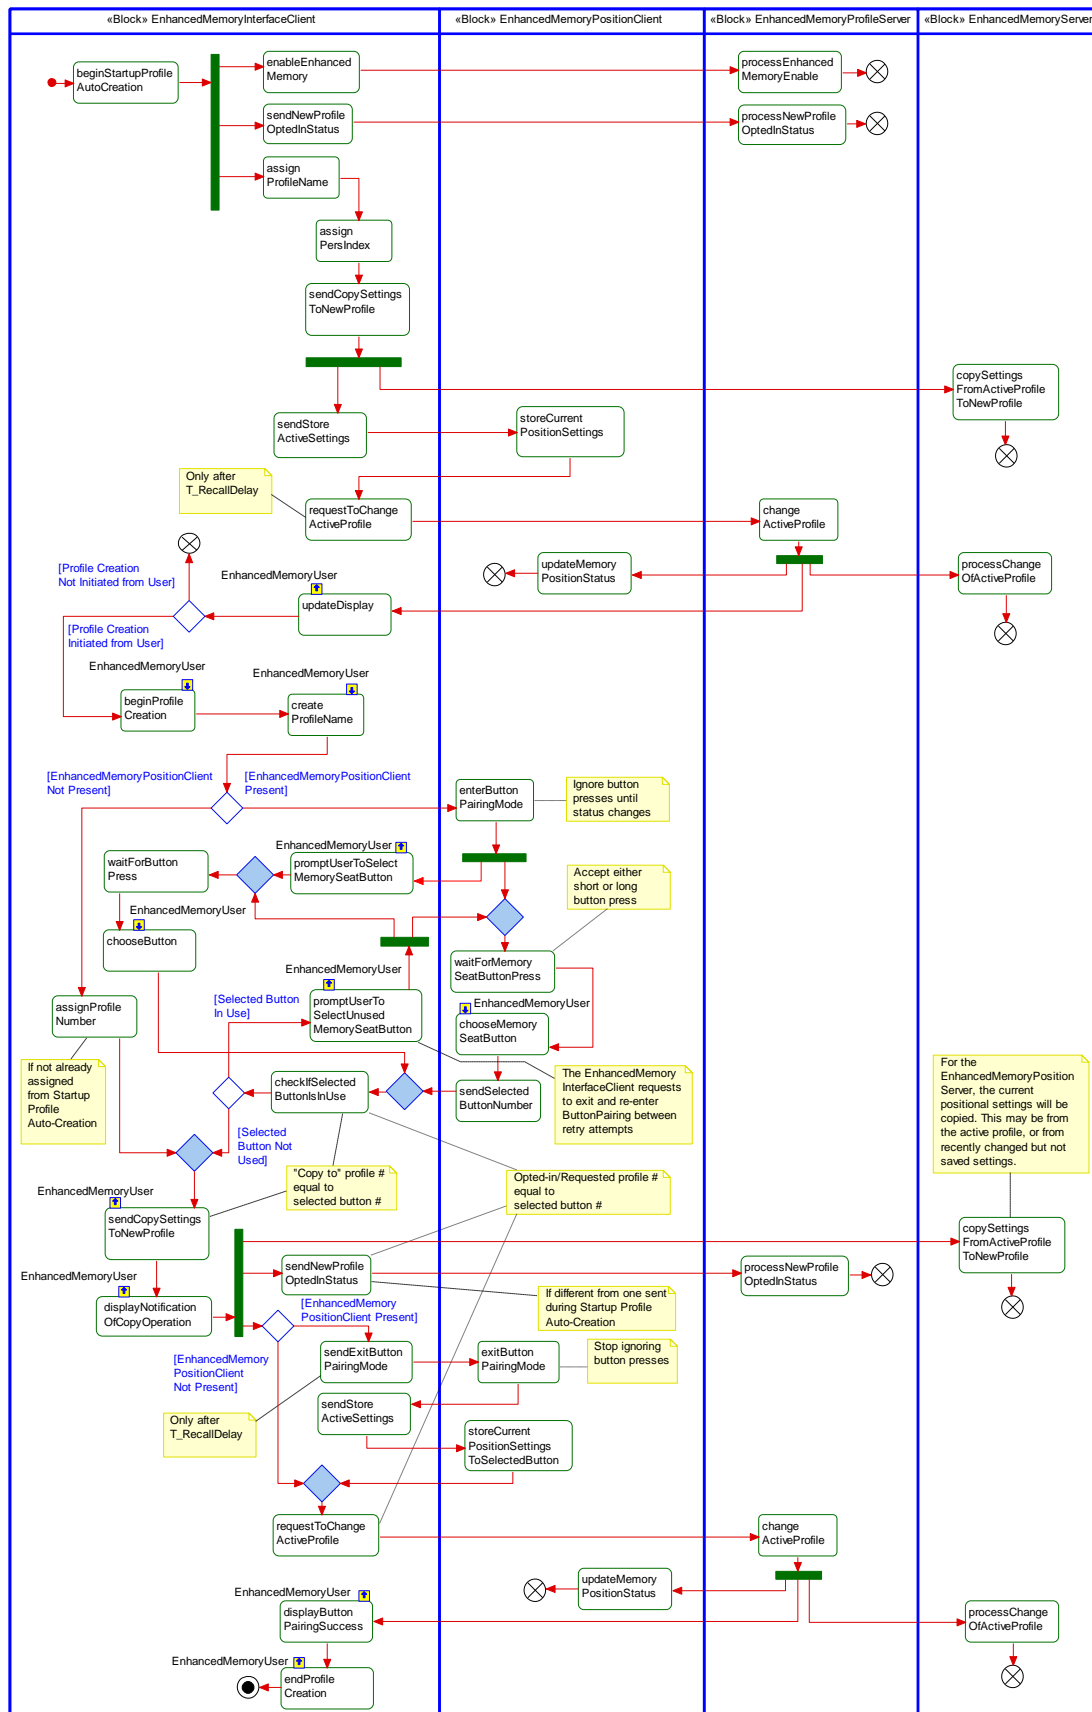 «Block» EnhancedMemoryInterfaceClient
«Block» EnhancedMemoryPositionClient
«Block» EnhancedMemoryProfileServer
«Block» EnhancedMemoryServer
beginStartupProfile
AutoCreation
enableEnhanced
Memory
processEnhanced
MemoryEnable
sendNewProfile
OptedInStatus
processNewProfile
OptedInStatus
assign
ProfileName
assign
PersIndex
sendCopySettings
ToNewProfile
copySettings
FromActiveProfile
ToNewProfile
sendStore
ActiveSettings
storeCurrent
PositionSettings
Only after
T_RecallDelay
requestToChange
ActiveProfile
change
ActiveProfile
[Profile Creation
Not Initiated from User]
EnhancedMemoryUser
updateMemory
PositionStatus
processChange
OfActiveProfile
updateDisplay
[Profile Creation
Initiated from User]
EnhancedMemoryUser
beginProfile
Creation
EnhancedMemoryUser
create
ProfileName
[EnhancedMemoryPositionClient
Not Present]
[EnhancedMemoryPositionClient
Present]
enterButton
PairingMode
Ignore button
presses until
status changes
EnhancedMemoryUser
waitForButton
Press
promptUserToSelect
MemorySeatButton
Accept either
short or long
button press
EnhancedMemoryUser
chooseButton
waitForMemory
SeatButtonPress
EnhancedMemoryUser
assignProfile
Number
[Selected Button
In Use]
promptUserTo
SelectUnused
MemorySeatButton
EnhancedMemoryUser
chooseMemory
SeatButton
If not already
assigned
from Startup
Profile
Auto-Creation
checkIfSelected
ButtonIsInUse
sendSelected
ButtonNumber
The EnhancedMemory
InterfaceClient requests
to exit and re-enter
ButtonPairing between
retry attempts
For the
EnhancedMemoryPosition
Server, the current
positional settings will be
copied. This may be from
the active profile, or from
recently changed but not
saved settings.
[Selected
Button Not
Used]
"Copy to" profile #
equal to
selected button #
Opted-in/Requested profile #
equal to
selected button #
EnhancedMemoryUser
sendCopySettings
ToNewProfile
copySettings
FromActiveProfile
ToNewProfile
EnhancedMemoryUser
displayNotification
OfCopyOperation
sendNewProfile
OptedInStatus
processNewProfile
OptedInStatus
If different from one sent
during Startup Profile
Auto-Creation
[EnhancedMemory
PositionClient Present]
[EnhancedMemory
PositionClient
Not Present]
sendExitButton
PairingMode
exitButton
PairingMode
Stop ignoring
button presses
Only after
T_RecallDelay
sendStore
ActiveSettings
storeCurrent
PositionSettings
ToSelectedButton
requestToChange
ActiveProfile
change
ActiveProfile
updateMemory
PositionStatus
EnhancedMemoryUser
displayButton
PairingSuccess
processChange
OfActiveProfile
EnhancedMemoryUser
endProfile
Creation